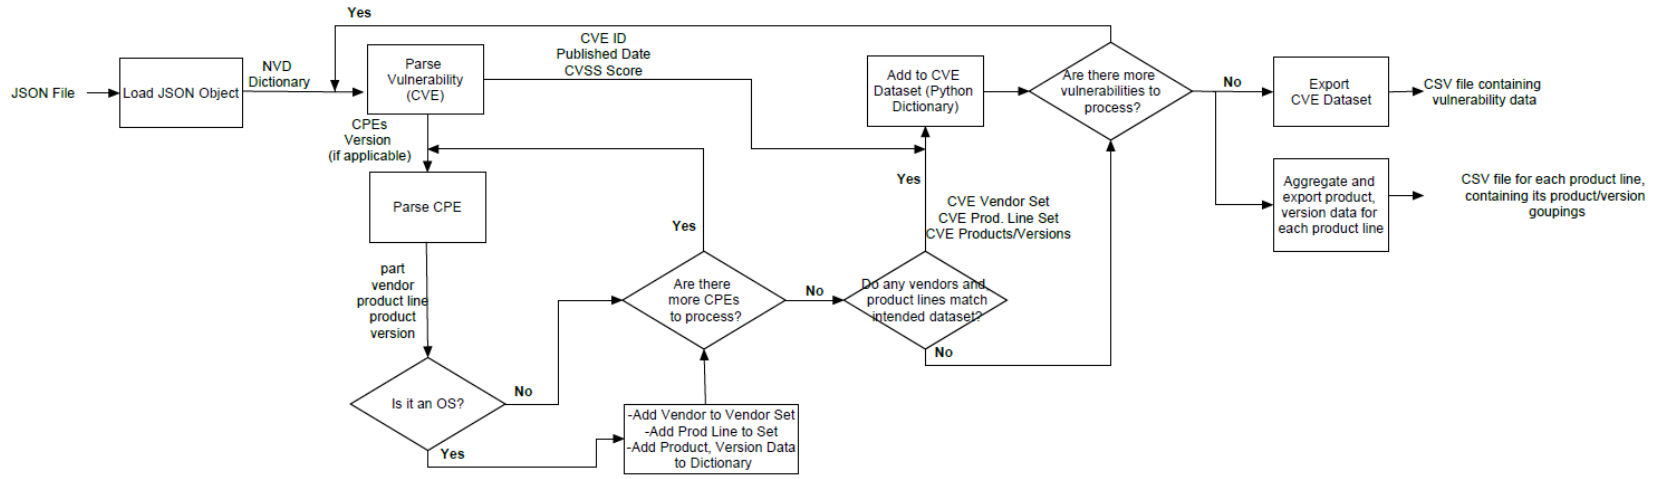 Yes
JSON File
Load JSON Object
NVD
Dictionary
Parse
Vulnerability
(CVE)
CVE ID
Published Date
CVSS Score
CPEs
Version
(if applicable)
Parse CPE
part
vendor
product line
product
version
Is it an OS?
No
Yes
-Add Vendor to Vendor Set
-Add Prod Line to Set
-Add Product, Version Data
to Dictionary
Are there
more CPEs
to process?
Yes
No
Do any vendors and
product lines match
intended dataset?
Yes
No
CVE Vendor Set
CVE Prod. Line Set
CVE Products/Versions
Add to CVE
Dataset (Python
Dictionary)
Are there more
vulnerabilities to
process?
No
Export
CVE Dataset
CSV file containing
vulnerability data
Aggregate and
export product,
version data for
each product line
CSV file for each product line,
containing its product/version
goupings